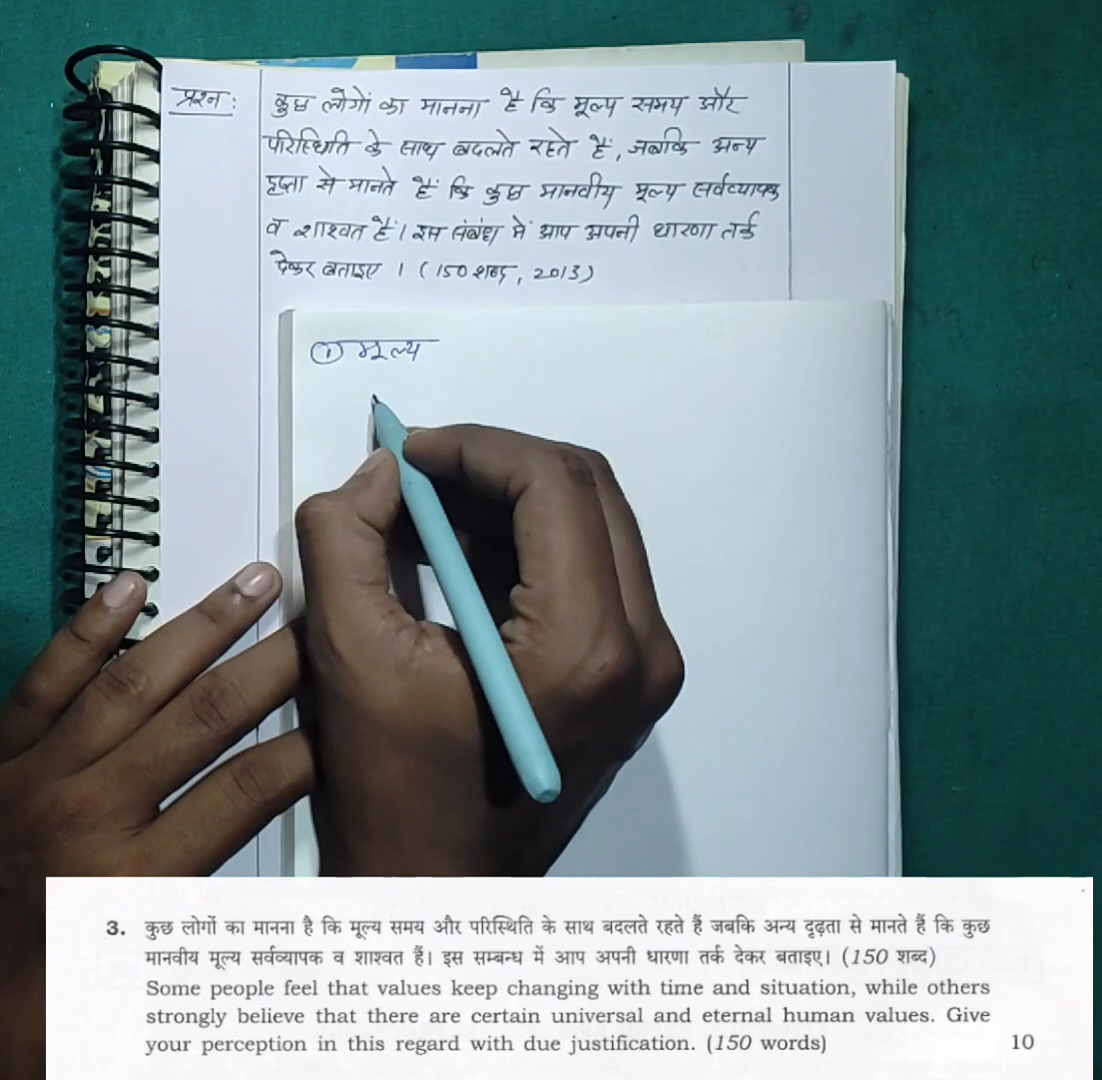 प्रश्न: कुछ लोगों का मानना है कि मूल्य समय और
परिस्थिति के साथ बदलते रहते हैं, जबकि अन्य
दृढ़ता से मानते हैं कि कुछ मानवीय मूल्य सर्वव्यापक
व शाश्वत हैं। इस संबंध में आप अपनी धारणा तर्क
देकर बताइए। (150 शब्द, 2013)
① मूल्य
3. कुछ लोगों का मानना है कि मूल्य समय और परिस्थिति के साथ बदलते रहते हैं जबकि अन्य दृढ़ता से मानते हैं कि कुछ
मानवीय मूल्य सर्वव्यापक व शाश्वत हैं। इस सम्बन्ध में आप अपनी धारणा तर्क देकर बताइए। (150 शब्द)
Some people feel that values keep changing with time and situation, while others
strongly believe that there are certain universal and eternal human values. Give
your perception in this regard with due justification. (150 words) 10